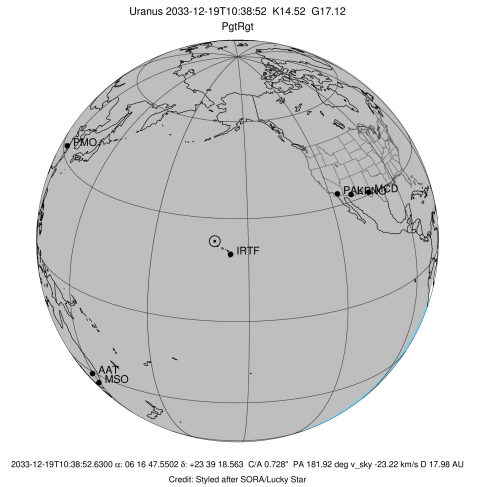 Uranus 2033-12-19T10:38:52 K14.52 G17.12
PgtRgt
PMO
MCD
IRTF
AAT
MSO
2033-12-19T10:38:52.6300 α: 06 16 47.5502 δ: +23 39 18.563 C/A 0.728" PA 181.92 deg v_sky -23.22 km/s D 17.98 AU
Credit: Styled after SORA/Lucky Star